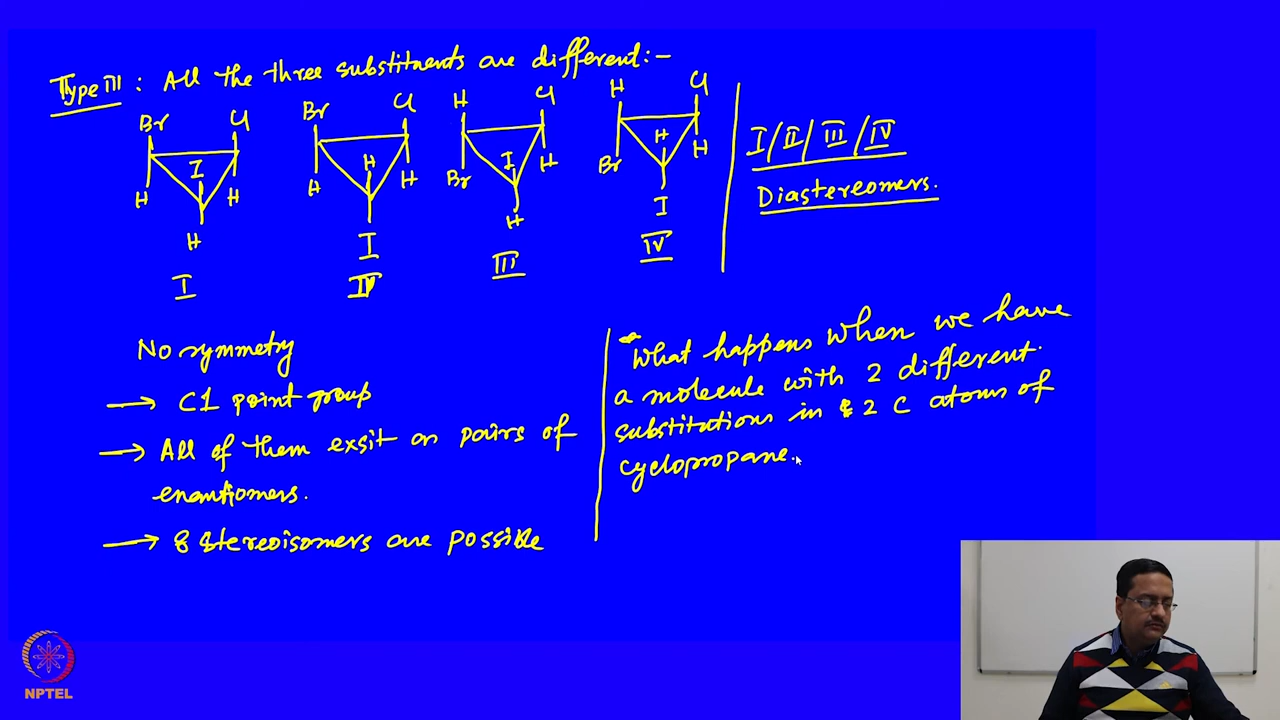 Type III : All the three substituents are different:-
Br Cl Br Cl H Cl H Cl
I H I H
H H H H Br H Br H
H I H I
I II III IV
I/II/III/IV
Diastereomers.
No symmetry
→ C1 point group
→ All of them exsit as pairs of
enantiomers.
→ 8 stereoisomers are possible
What happens when we have
a molecule with 2 different
substitutions in 2 C atoms of
cyclopropane.
NPTEL